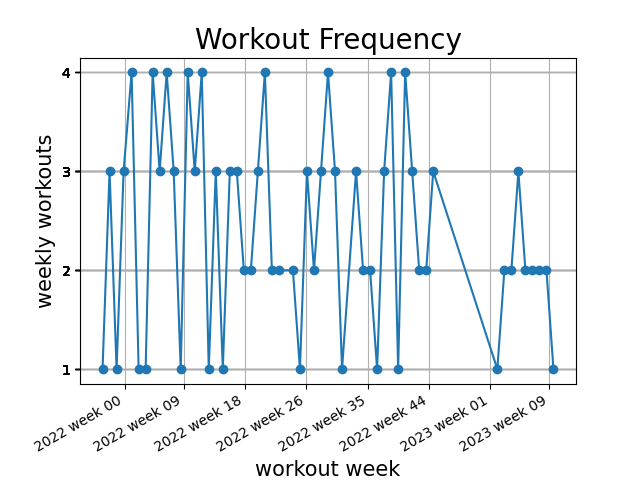 Workout Frequency
weekly workouts
4
3
2
1
2022 week 00
2022 week 09
2022 week 18
2022 week 26
2022 week 35
2022 week 44
2023 week 01
2023 week 09
workout week